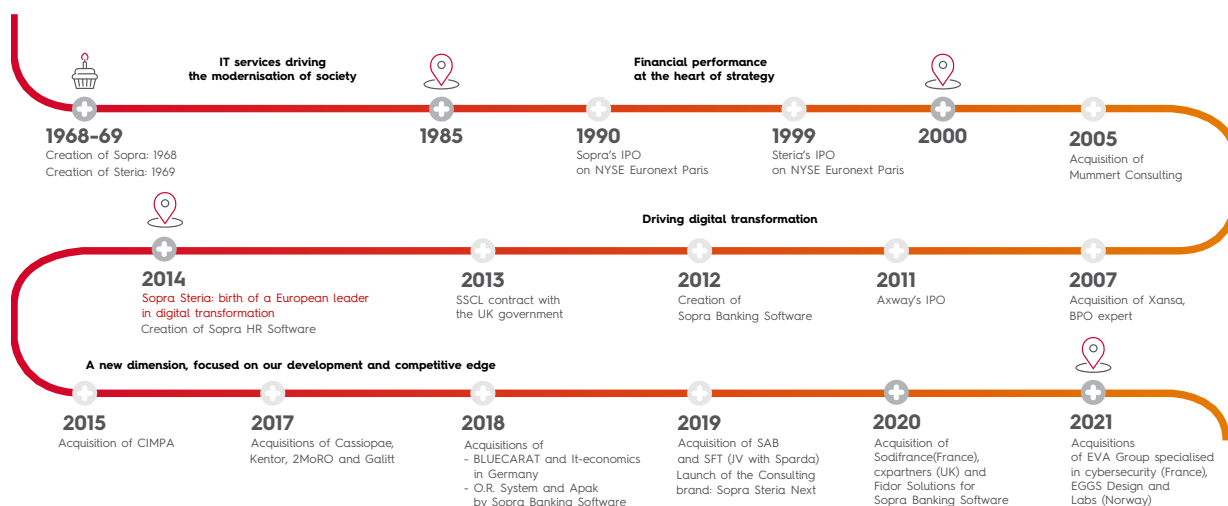 IT services driving
the modernisation of society
Financial performance
at the heart of strategy
1968-69
Creation of Sopra: 1968
Creation of Steria: 1969
1985
1990
Sopra's IPO
on NYSE Euronext Paris
1999
Steria's IPO
on NYSE Euronext Paris
2000
2005
Acquisition of
Mummert Consulting
Driving digital transformation
2014
Sopra Steria: birth of a European leader
in digital transformation
Creation of Sopra HR Software
2013
SSCL contract with
the UK government
2012
Creation of
Sopra Banking Software
2011
Axway's IPO
2007
Acquisition of Xansa,
BPO expert
A new dimension, focused on our development and competitive edge
2015
Acquisition of CIMPA
2017
Acquisitions of Cassiopae,
Kentor, 2MoRO and Galitt
2018
Acquisitions of
- BLUECARAT and It-economics
in Germany
- O.R. System and Apak
by Sopra Banking Software
2019
Acquisition of SAB
and SFT (JV with Sparda)
Launch of the Consulting
brand: Sopra Steria Next
2020
Acquisition of
Sodifrance(France),
cxpartners (UK) and
Fidor Solutions for
Sopra Banking Software
2021
Acquisitions
of EVA Group specialised
in cybersecurity (France),
EGGS Design and
Labs (Norway)